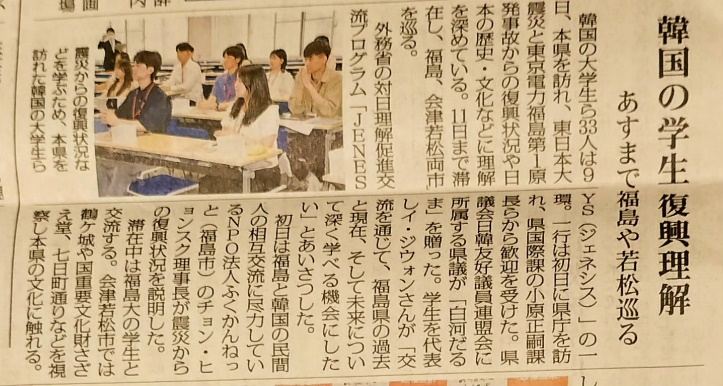 韓国の学生 復興理解
あすまで福島や若松巡る
韓国の大学生ら33人は9
日、本県を訪れ、東日本大
震災と東京電力福島第1原
発事故からの復興状況や日
本の歴史・文化などに理解
を深めている。11日まで滞
在し、福島、会津若松両市
を巡る。
外務省の対日理解促進交
流プログラム「JENES
YS(ジェネシス)」の一
環。一行は初日に県庁を訪
れ、県国際課の小原正嗣課
長らから歓迎を受けた。県
議会日韓友好議員連盟会に
所属する県議が「白河だる
ま」を贈った。学生を代表
しイ・ジウォンさんが「交
流を通じて、福島県の過去
と現在、そして未来につい
て深く学べる機会にした
い」とあいさつした。
初日は福島と韓国の民間
人の相互交流に尽力してい
るNPO法人ふくかんねっ
と(福島市)のチョン・ヒ
ョンスク理事長が震災から
の復興状況を説明した。
滞在中は福島大の学生と
交流する。会津若松市では
鶴ケ城や国重要文化財さざ
え堂、七日町通りなどを視
察し本県の文化に触れる。
震災からの復興状況な
どを学ぶため、本県を
訪れた韓国の大学生ら